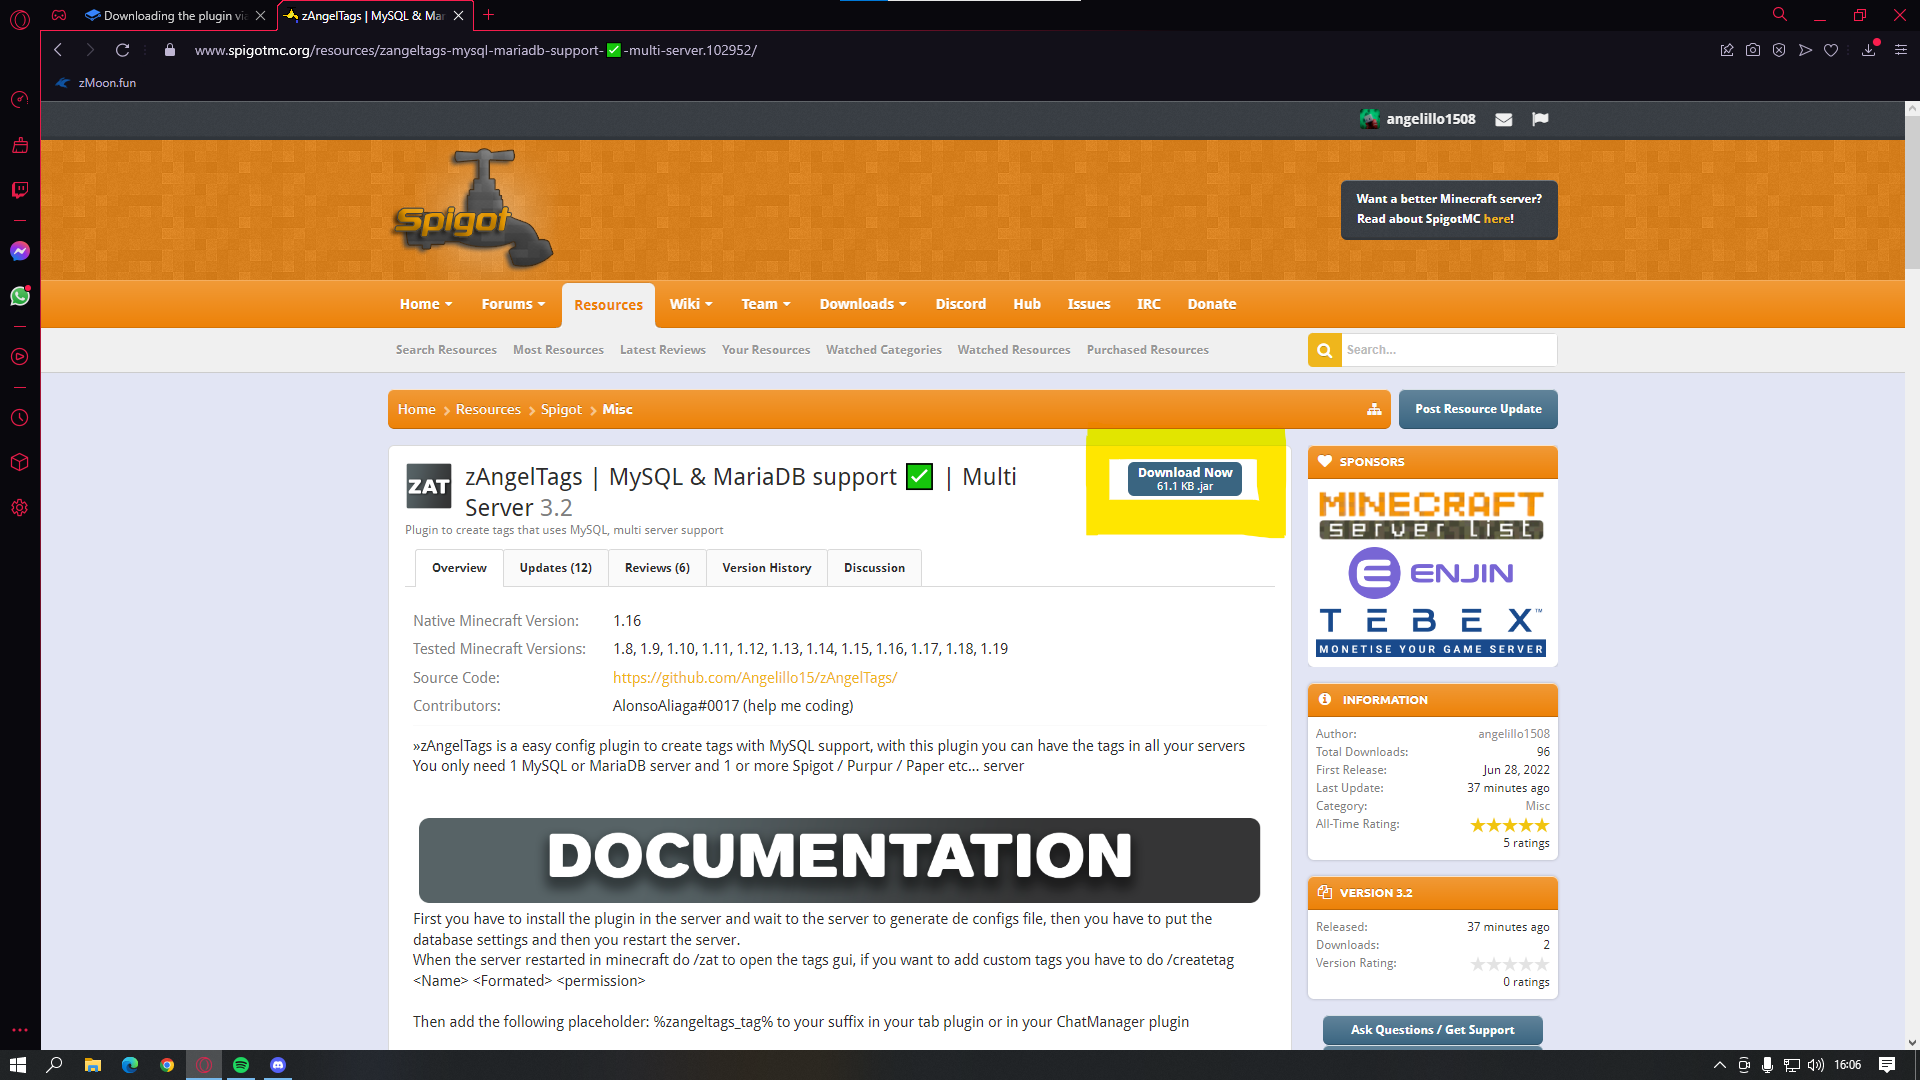 Downloading the plugin via
zAngelTags | MySQL & Mar
www.spigotmc.org/resources/zangeltags-mysql-mariadb-support-✅-multi-server.102952/
zMoon.fun
angelillo1508
Spigot
Want a better Minecraft server?
Read about SpigotMC here!
Home Forums Resources Wiki Team Downloads Discord Hub Issues IRC Donate
Search Resources Most Resources Latest Reviews Your Resources Watched Categories Watched Resources Purchased Resources
Search...
Home Resources Spigot Misc
Post Resource Update
ZAT
zAngelTags | MySQL & MariaDB support ✅ | Multi
Server 3.2
Plugin to create tags that uses MySQL, multi server support
Download Now
61.1 KB .jar
Overview Updates (12) Reviews (6) Version History Discussion
Native Minecraft Version: 1.16
Tested Minecraft Versions: 1.8, 1.9, 1.10, 1.11, 1.12, 1.13, 1.14, 1.15, 1.16, 1.17, 1.18, 1.19
Source Code: https://github.com/Angelillo15/zAngelTags/
Contributors: AlonsoAliaga#0017 (help me coding)
»zAngelTags is a easy config plugin to create tags with MySQL support, with this plugin you can have the tags in all your servers
You only need 1 MySQL or MariaDB server and 1 or more Spigot / Purpur / Paper etc... server
DOCUMENTATION
First you have to install the plugin in the server and wait to the server to generate de configs file, then you have to put the
database settings and then you restart the server.
When the server restarted in minecraft do /zat to open the tags gui, if you want to add custom tags you have to do /createtag
<Name> <Formated> <permission>
Then add the following placeholder: %zangeltags_tag% to your suffix in your tab plugin or in your ChatManager plugin
SPONSORS
MINECRAFT
server list
ENJIN
TEBEX™
MONETISE YOUR GAME SERVER
INFORMATION
Author: angelillo1508
Total Downloads: 96
First Release: Jun 28, 2022
Last Update: 37 minutes ago
Category: Misc
All-Time Rating:
5 ratings
VERSION 3.2
Released: 37 minutes ago
Downloads: 2
Version Rating:
0 ratings
Ask Questions / Get Support
16:06